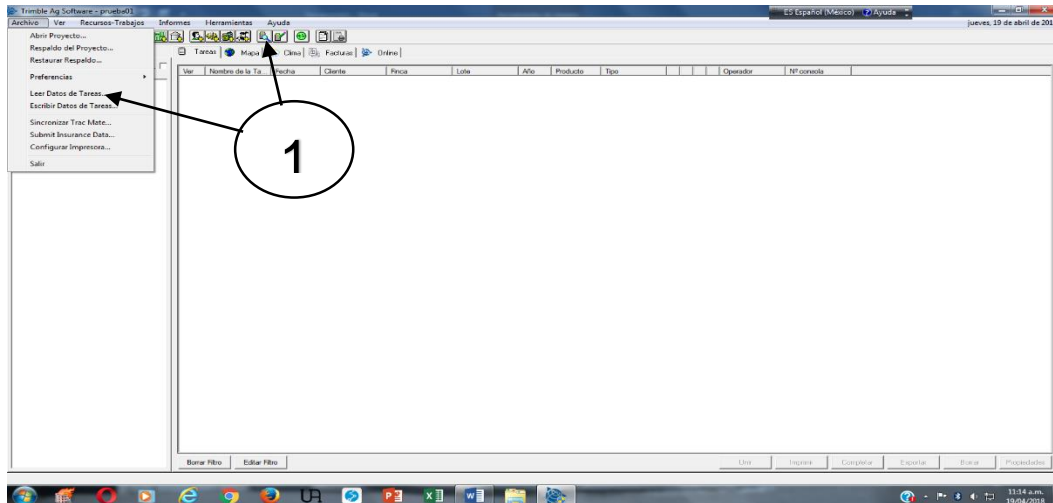 Trimble Ag Software - prueba01
ES Español (México) Ayuda
Archivo Ver Recursos-Trabajos Informes Herramientas Ayuda
jueves, 19 de abril de 201
Abrir Proyecto...
Respaldo del Proyecto...
Restaurar Respaldo...
Preferencias
Leer Datos de Tareas...
Escribir Datos de Tareas...
Sincronizar Trac Mate...
Submit Insurance Data...
Configurar Impresora...
Salir
Tareas Mapa Clima Facturas Online
Ver Nombre de la Ta... Fecha Cliente Finca Lote Año Producto Tipo Operador Nº consola
1
Borrar Filtro Editar Filtro Unir Imprimir Completar Exportar Borrar Propiedades
11:14 a.m.
19/04/2018